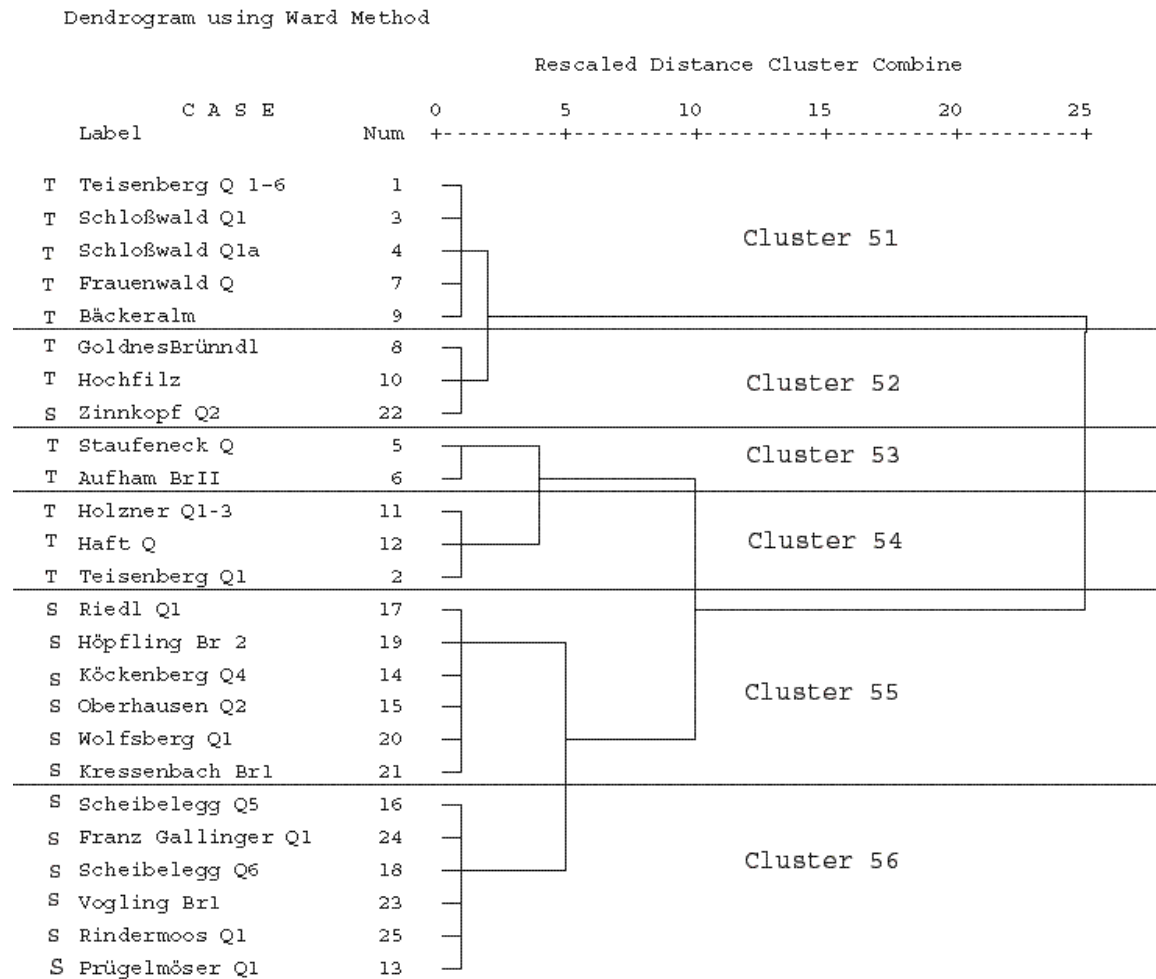 Dendrogram using Ward Method
Rescaled Distance Cluster Combine
C A S E 0 5 10 15 20 25
Label Num +---------+---------+---------+---------+---------+
T Teisenberg Q 1-6 1
T Schloßwald Q1 3
Cluster 51
T Schloßwald Q1a 4
T Frauenwald Q 7
T Bäckeralm 9
T GoldnesBrünndl 8
T Hochfilz 10
Cluster 52
S Zinnkopf Q2 22
T Staufeneck Q 5
Cluster 53
T Aufham BrII 6
T Holzner Q1-3 11
T Haft Q 12
Cluster 54
T Teisenberg Q1 2
S Riedl Q1 17
S Höpfling Br 2 19
S Köckenberg Q4 14
Cluster 55
S Oberhausen Q2 15
S Wolfsberg Q1 20
S Kressenbach Br1 21
S Scheibelegg Q5 16
S Franz Gallinger Q1 24
Cluster 56
S Scheibelegg Q6 18
S Vogling Br1 23
S Rindermoos Q1 25
S Prügelmöser Q1 13